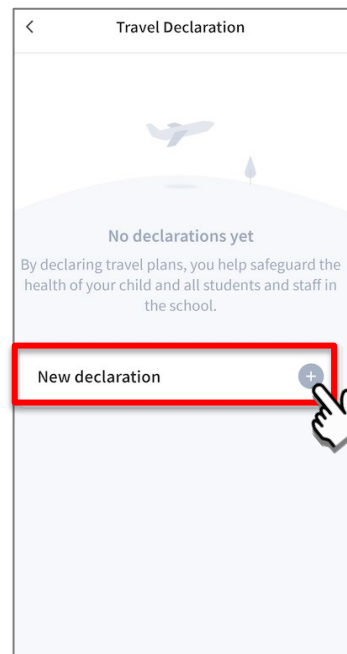 Travel Declaration
No declarations yet
By declaring travel plans, you help safeguard the
health of your child and all students and staff in
the school.
New declaration